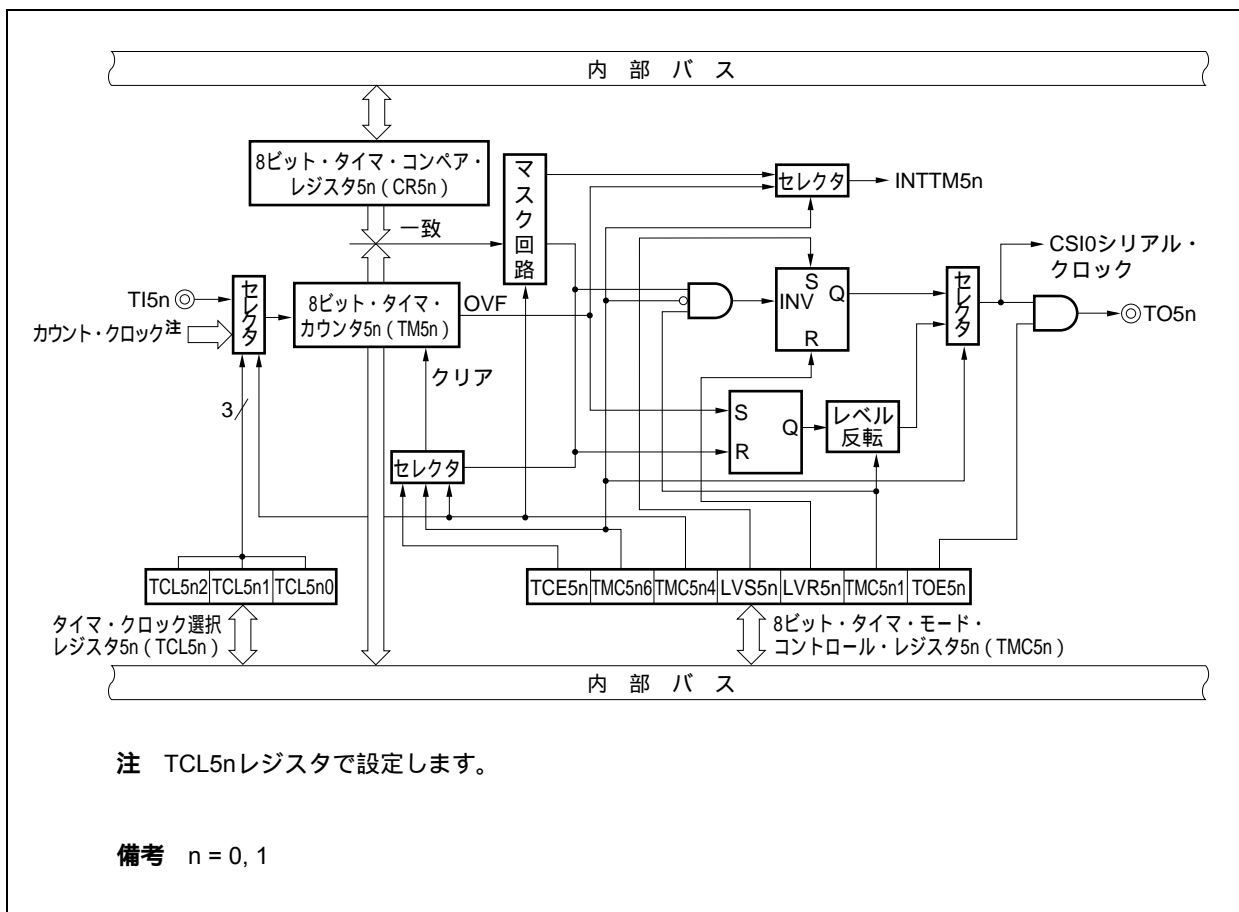 内部バス
8ビット・タイマ・コンペア・
レジスタ5n（CR5n）
マスク回路
セレクタ
INTTM5n
一致
CSI0シリアル・
クロック
TI5n
セレクタ
8ビット・タイマ・
カウンタ5n（TM5n）
OVF
S
INV
Q
R
セレクタ
TO5n
カウント・クロック注
クリア
3
S
R
Q
レベル
反転
セレクタ
TCL5n2 TCL5n1 TCL5n0
TCE5n TMC5n6 TMC5n4 LVS5n LVR5n TMC5n1 TOE5n
タイマ・クロック選択
レジスタ5n（TCL5n）
8ビット・タイマ・モード・
コントロール・レジスタ5n（TMC5n）
内部バス
注 TCL5nレジスタで設定します。
備考 n = 0, 1